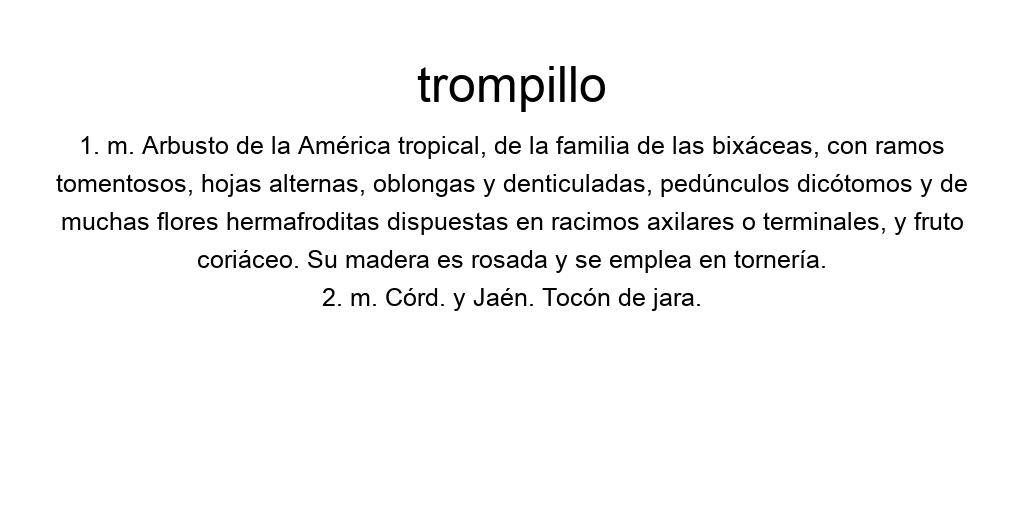 trompillo
1. m. Arbusto de la América tropical, de la familia de las bixáceas, con ramos
tomentosos, hojas alternas, oblongas y denticuladas, pedúnculos dicótomos y de
muchas flores hermafroditas dispuestas en racimos axilares o terminales, y fruto
coriáceo. Su madera es rosada y se emplea en tornería.
2. m. Córd. y Jaén. Tocón de jara.